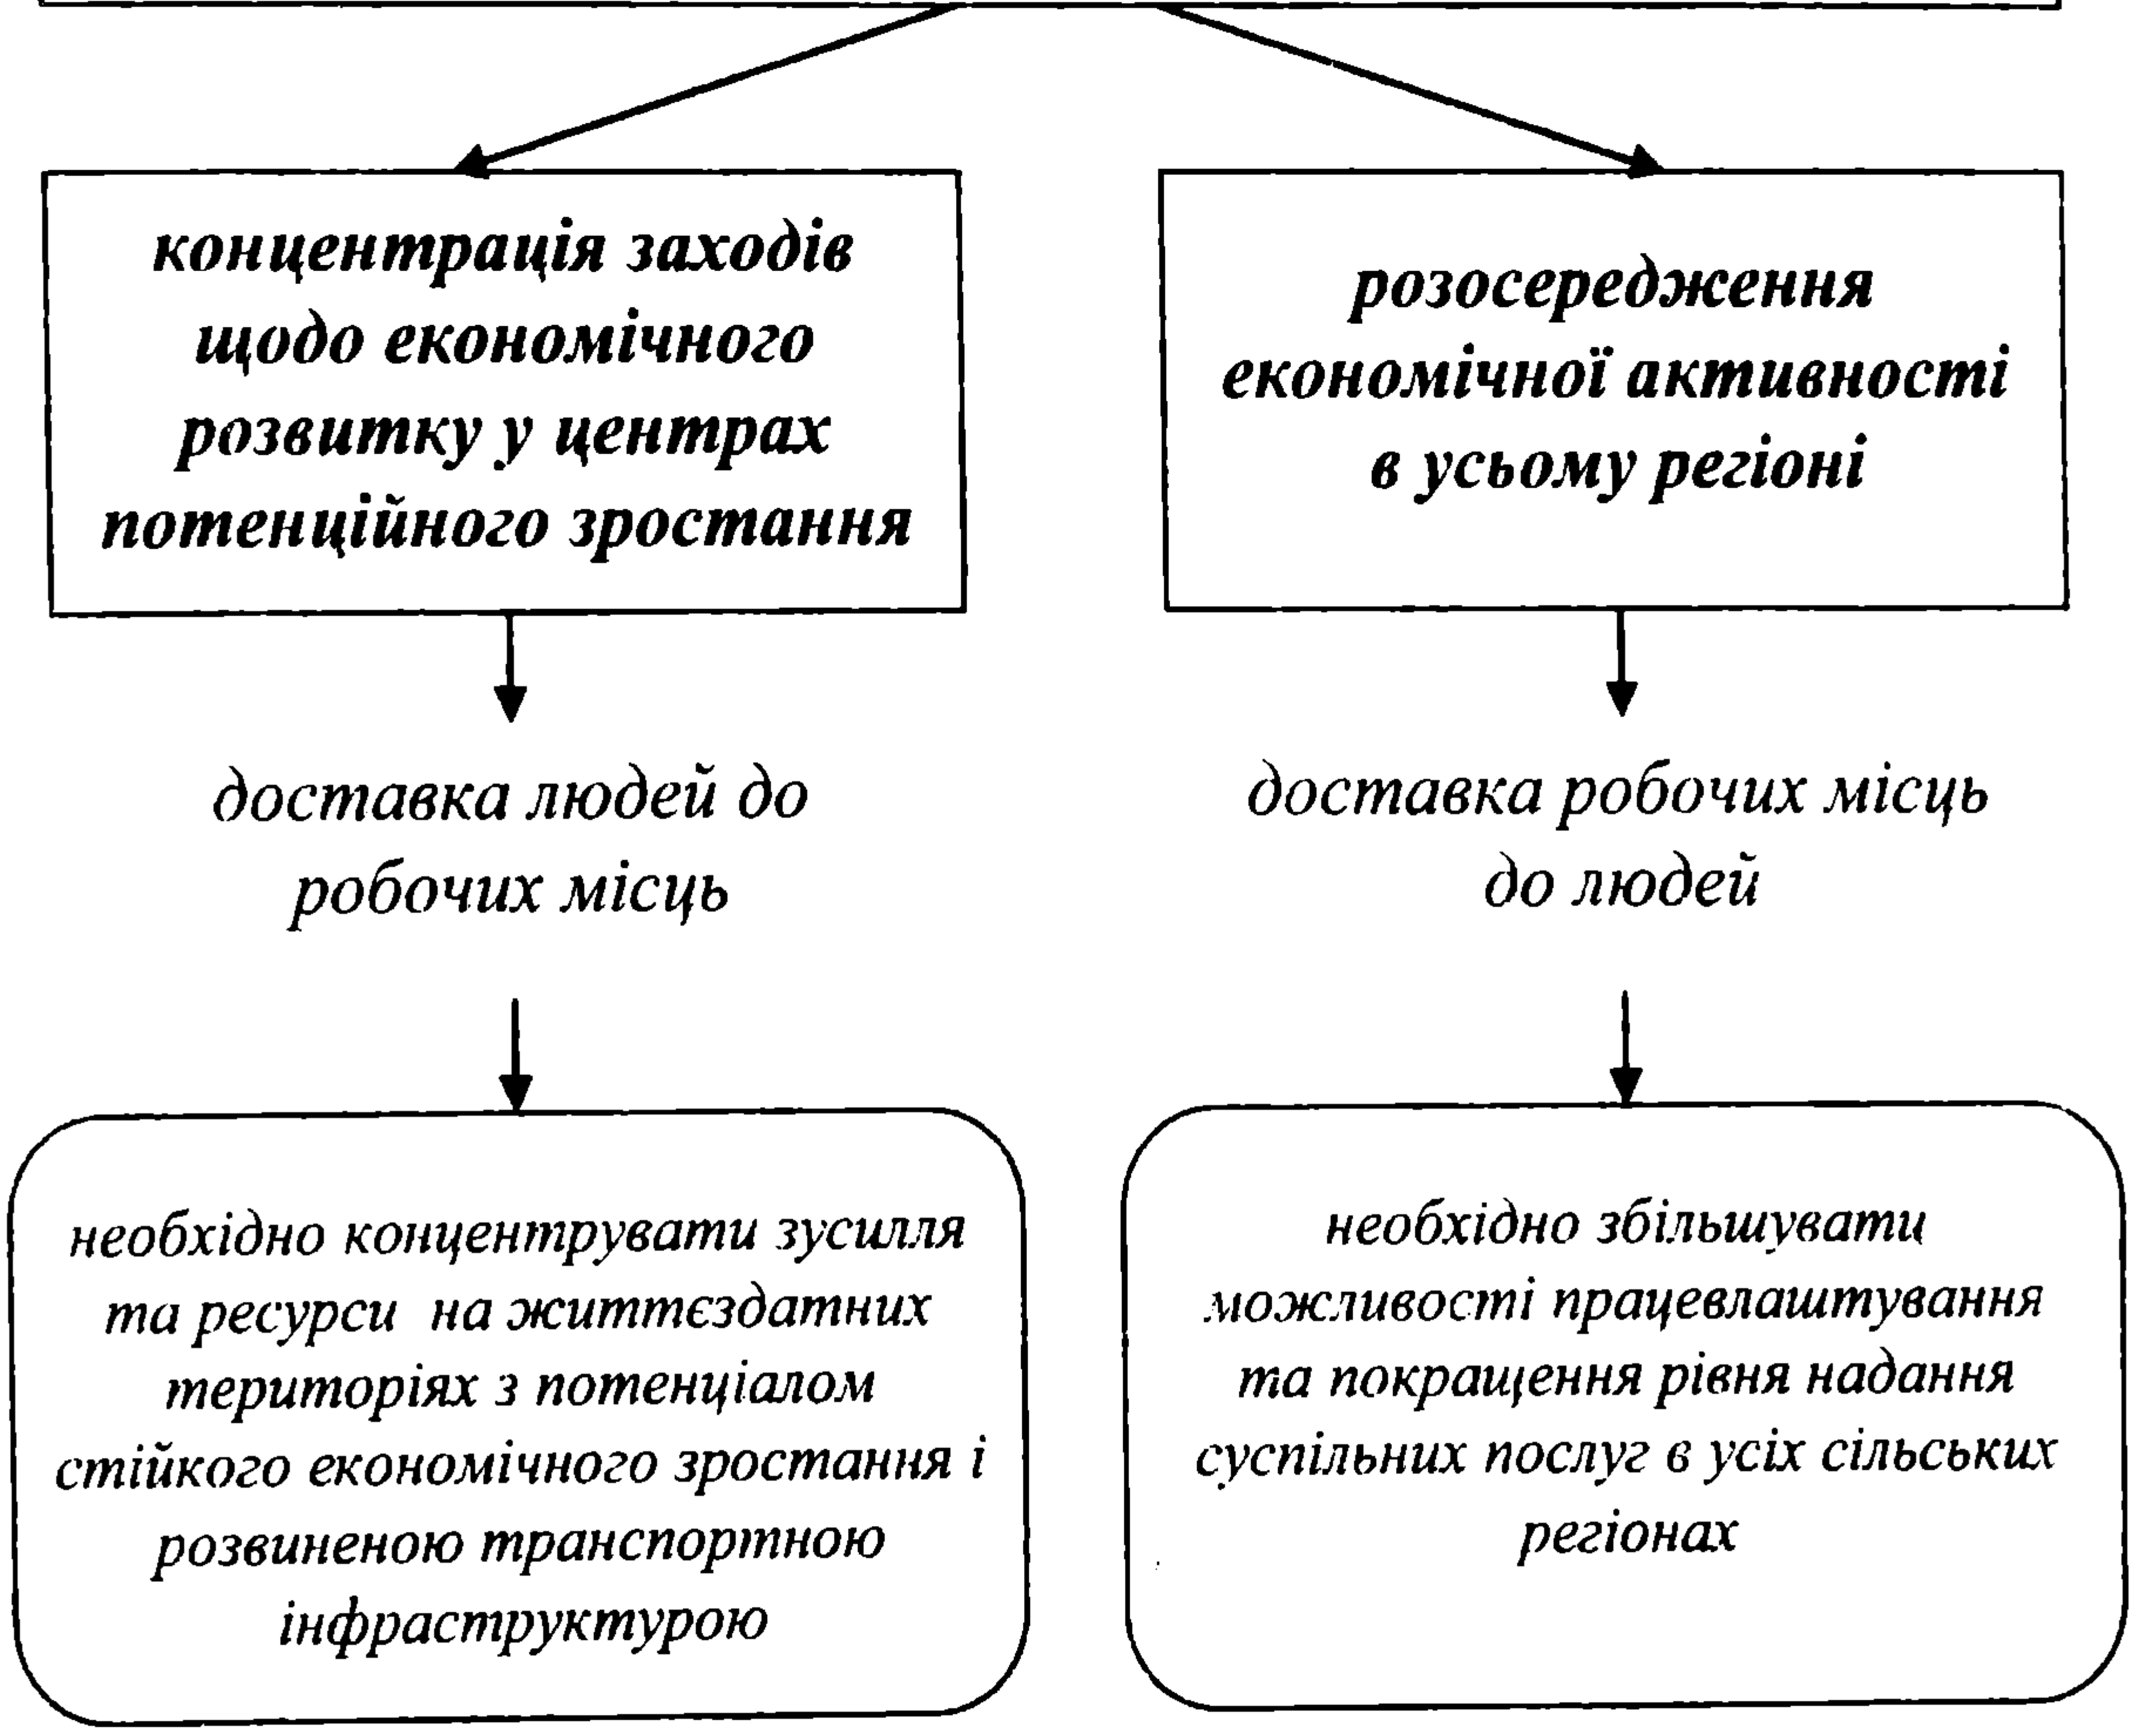 концентрація заходів
щодо економічного
розвитку у центрах
потенційного зростання
розосередження
економічної активності
в усьому регіоні
доставка людей до
робочих місць
доставка робочих місць
до людей
необхідно концентрувати зусилля
та ресурси на життєздатних
територіях з потенціалом
стійкого економічного зростання і
розвиненою транспортною
інфраструктурою
необхідно збільшувати
можливості працевлаштування
та покращення рівня надання
суспільних послуг в усіх сільських
регіонах